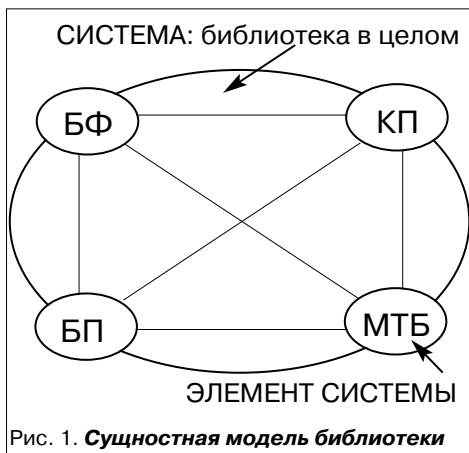 СИСТЕМА: библиотека в целом
БФ
КП
БП
МТБ
ЭЛЕМЕНТ СИСТЕМЫ
Рис. 1. Сущностная модель библиотеки